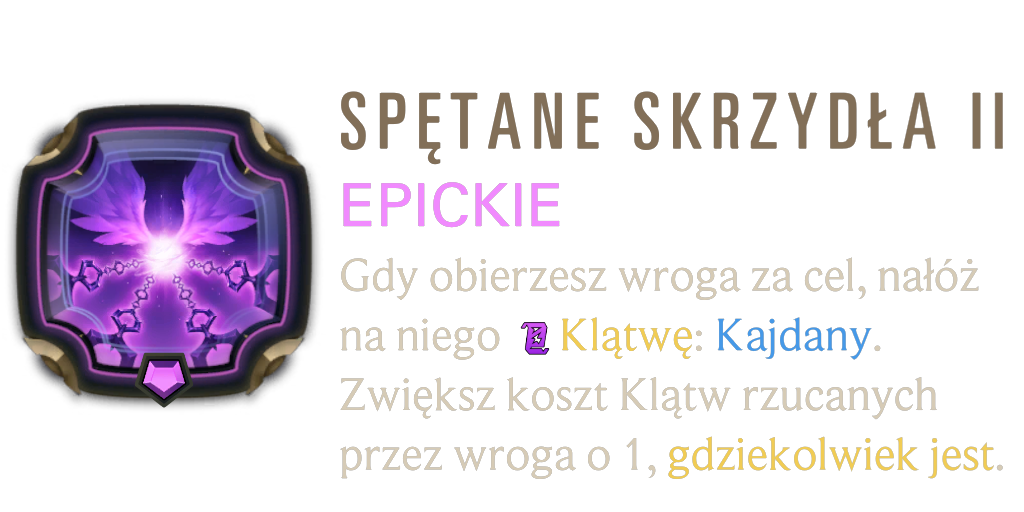 SPĘTANE SKRZYDŁA II
EPICKIE
Gdy obierzesz wroga za cel, nałóż
na niego Klątwę: Kajdany.
Zwiększ koszt Klątw rzucanych
przez wroga o 1, gdziekolwiek jest.